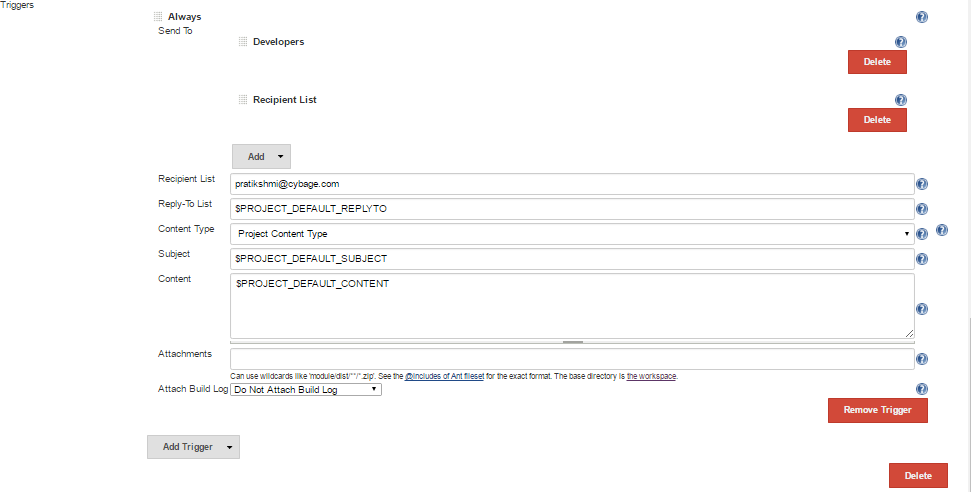 Triggers
Always
Send To
Developers
Delete
Recipient List
Delete
Add
Recipient List
pratikshmi@cybage.com
Reply-To List
$PROJECT_DEFAULT_REPLYTO
Content Type
Project Content Type
Subject
$PROJECT_DEFAULT_SUBJECT
Content
$PROJECT_DEFAULT_CONTENT
Attachments
Can use wildcards like 'module/dist/**/*.zip'. See the @includes of Ant fileset for the exact format. The base directory is the workspace.
Attach Build Log Do Not Attach Build Log
Remove Trigger
Add Trigger
Delete